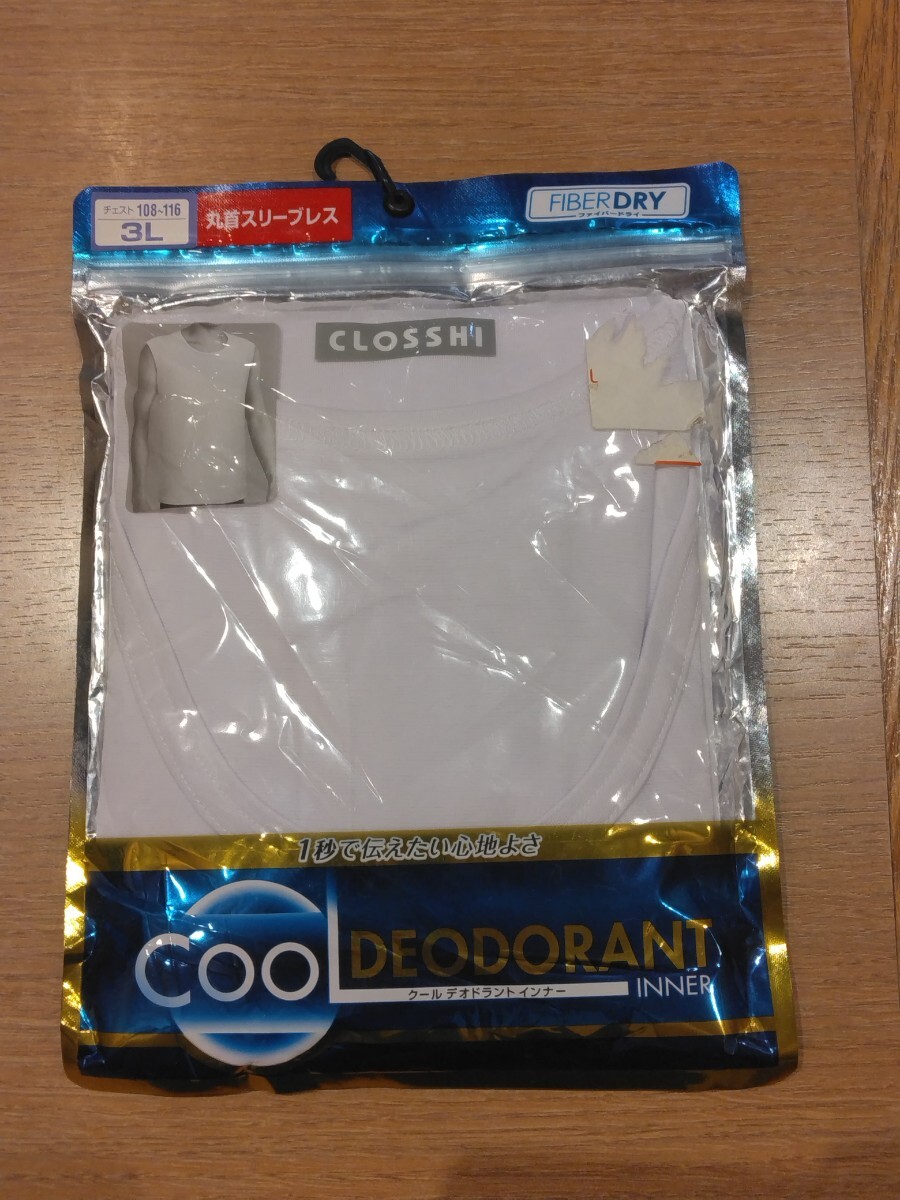 チェスト 108~116
3L
丸首スリーブレス
FIBERDRY
ファイバードライ
CLOSSHI
L
1秒で伝えたい心地よさ
COOL DEODORANT
クール デオドラント インナー
INNER